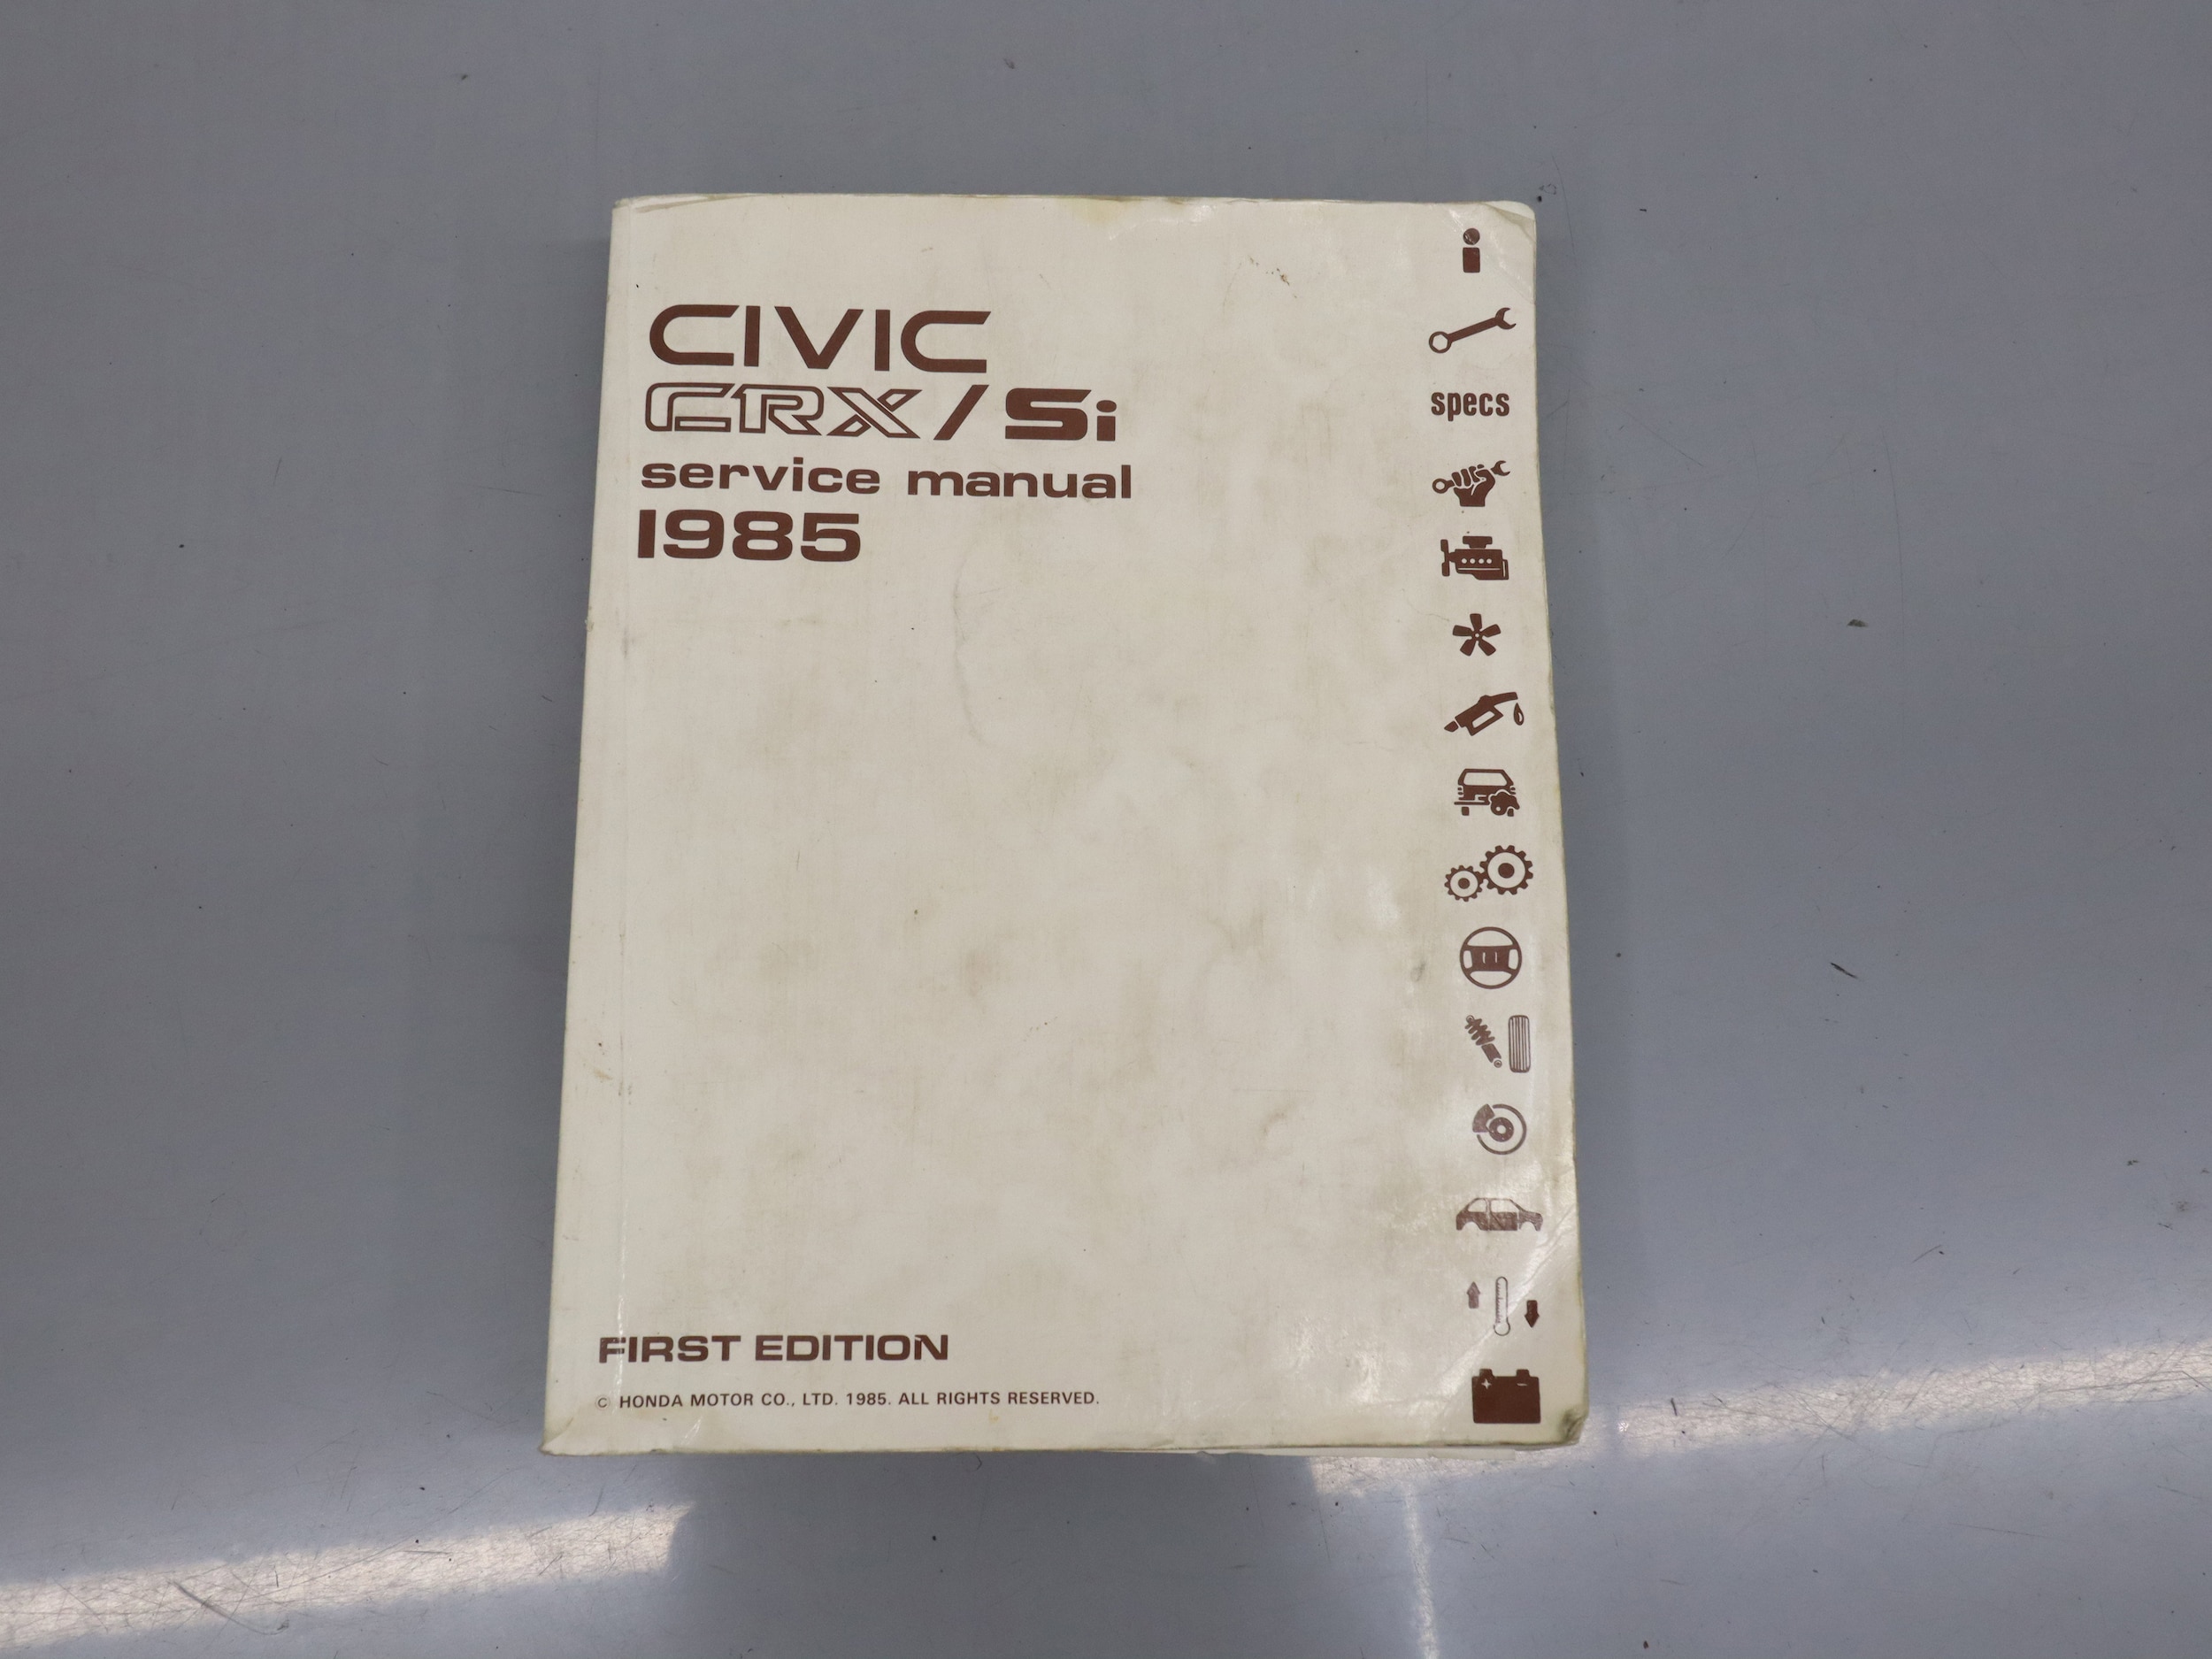 CIVIC
CRX/Si
service manual
1985
specs
FIRST EDITION
© HONDA MOTOR CO., LTD. 1985. ALL RIGHTS RESERVED.